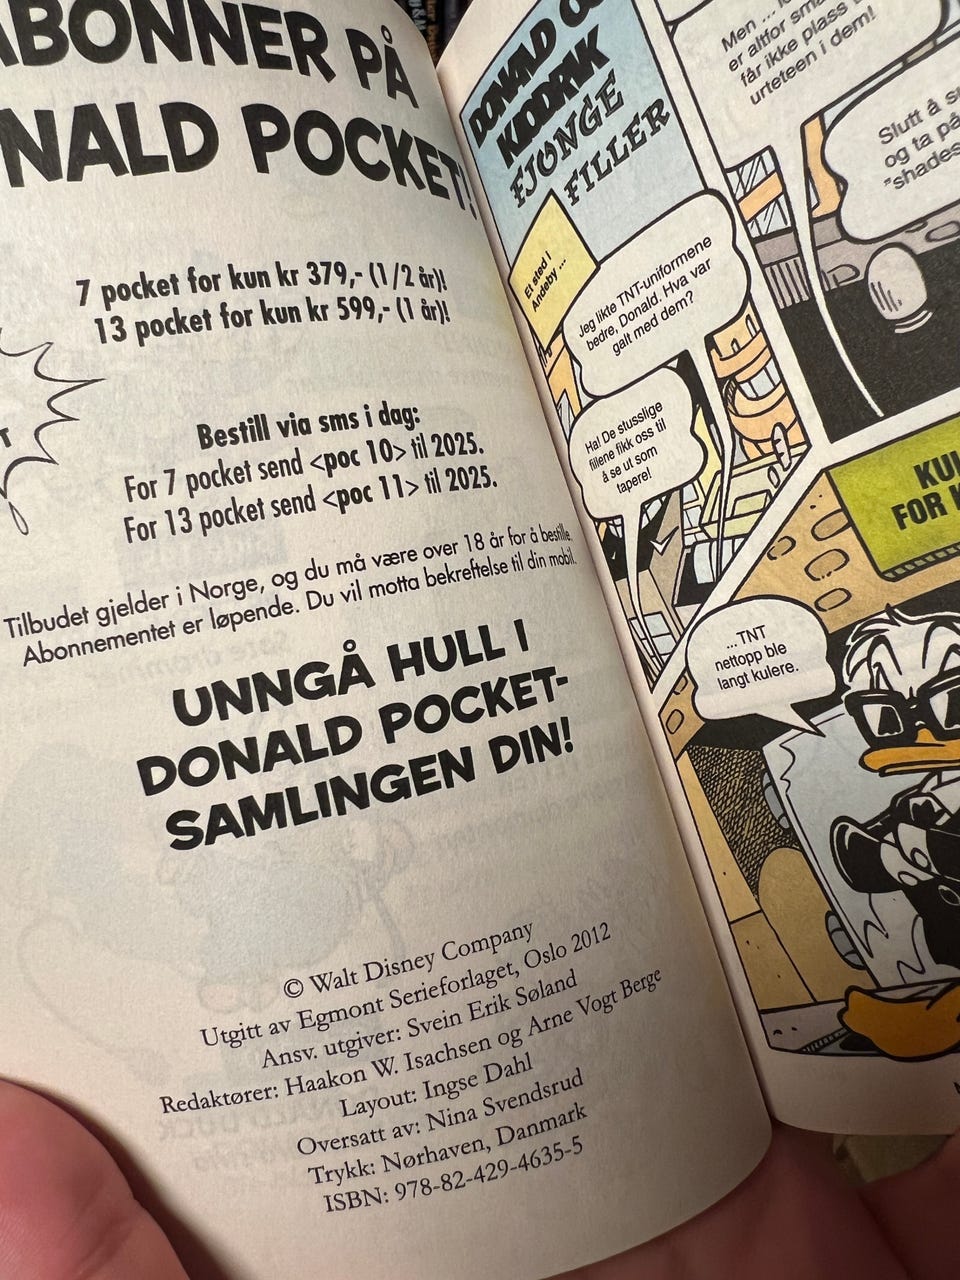 ABONNER PÅ
NALD POCKET!
7 pocket for kun kr 379,- (1/2 år)!
13 pocket for kun kr 599,- (1 år)!
Bestill via sms i dag:
For 7 pocket send <poc 10> til 2025.
For 13 pocket send <poc 11> til 2025.
Tilbudet gjelder i Norge, og du må være over 18 år for å bestille.
Abonnementet er løpende. Du vil motta bekreftelse til din mobil.
UNNGÅ HULL I
DONALD POCKET-
SAMLINGEN DIN!
© Walt Disney Company
Utgitt av Egmont Serieforlaget, Oslo 2012
Ansv. utgiver: Svein Erik Søland
Redaktører: Haakon W. Isachsen og Arne Vogt Berge
Layout: Ingse Dahl
Oversatt av: Nina Svendsrud
Trykk: Nørhaven, Danmark
ISBN: 978-82-429-4635-5
DONALD
FJONGE
FILLER
Et sted i
Andeby ...
Jeg likte TNT-uniformene
bedre, Donald. Hva var
galt med dem?
Ha! De stusslige
fillene fikk oss til
å se ut som
tapere!
Men ...
er altfor
får ikke plass
urteteen i dem!
Slutt å
og ta på
"shades
FOR
...TNT
nettopp ble
langt kulere.